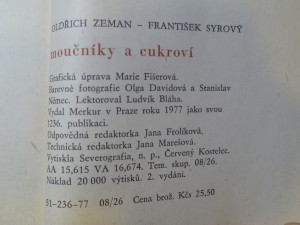 OLDŘICH ZEMAN – FRANTIŠEK SYROVÝ
moučníky a cukroví
Grafická úprava Marie Fišerová.
Barevné fotografie Olga Davidová a Stanislav
Němec. Lektoroval Ludvík Bláha.
Vydal Merkur v Praze roku 1977 jako svou
1236. publikaci.
Odpovědná redaktorka Jana Frolíková.
Technická redaktorka Jana Marešová.
Vytiskla Severografia, n. p., Červený Kostelec.
AA 15,615 VA 16,674. Tem. skup. 08/26.
Náklad 20 000 výtisků. 2. vydání.
51-236-77 08/26 Cena brož. Kčs 25,50